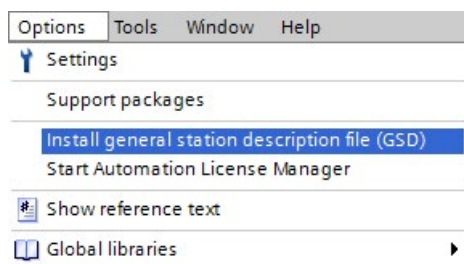 Options Tools Window Help
Settings
Support packages
Install general station description file (GSD)
Start Automation License Manager
Show reference text
Global libraries